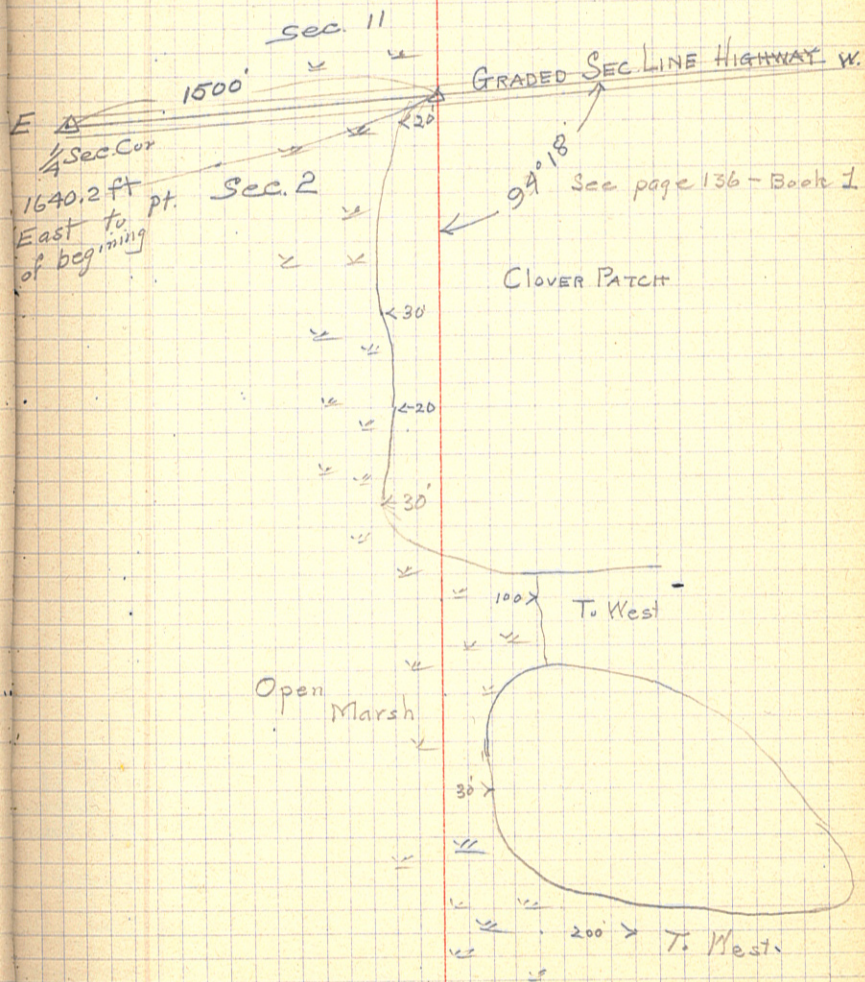 Sec. 11
1500'
GRADED SEC. LINE HIGHWAY W.
E
20'
1/4 Sec. Cor
94°18'
1640.2 ft
East to pt.
of begining
Sec. 2
See page 136 - Book 1
CLOVER PATCH
30'
20
30'
100
To West
Open
Marsh
30'
200 To West.